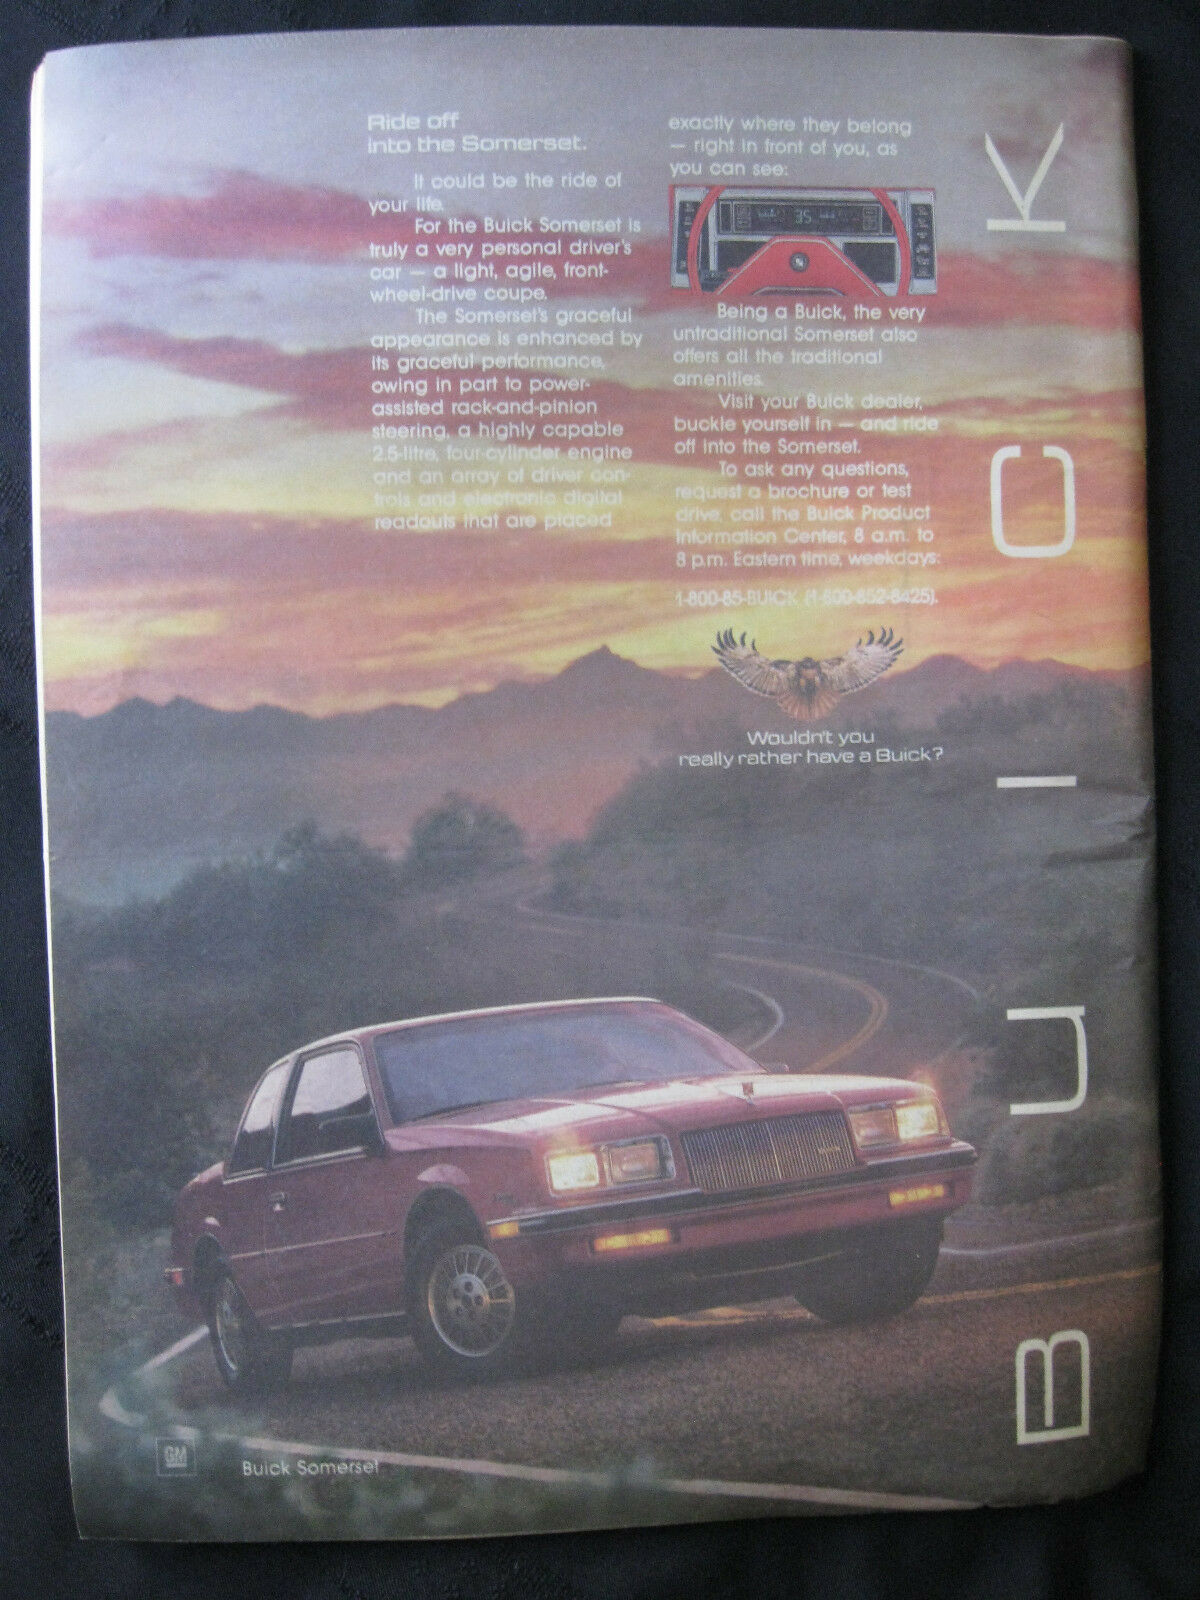 Ride off
into the Somerset.
It could be the ride of
your life.
For the Buick Somerset is
truly a very personal driver's
car — a light, agile, front-
wheel-drive coupe.
The Somerset's graceful
appearance is enhanced by
its graceful performance,
owing in part to power-
assisted rack-and-pinion
steering, a highly capable
2.5-litre, four-cylinder engine
and an array of driver con-
trols and electronic digital
readouts that are placed
exactly where they belong
— right in front of you, as
you can see:
35
Being a Buick, the very
untraditional Somerset also
offers all the traditional
amenities.
Visit your Buick dealer,
buckle yourself in — and ride
off into the Somerset.
To ask any questions,
request a brochure or test
drive, call the Buick Product
Information Center, 8 a.m. to
8 p.m. Eastern time, weekdays:
1-800-85-BUICK (1-800-852-8425).
Wouldn't you
really rather have a Buick?
BUICK
GM
Buick Somerset